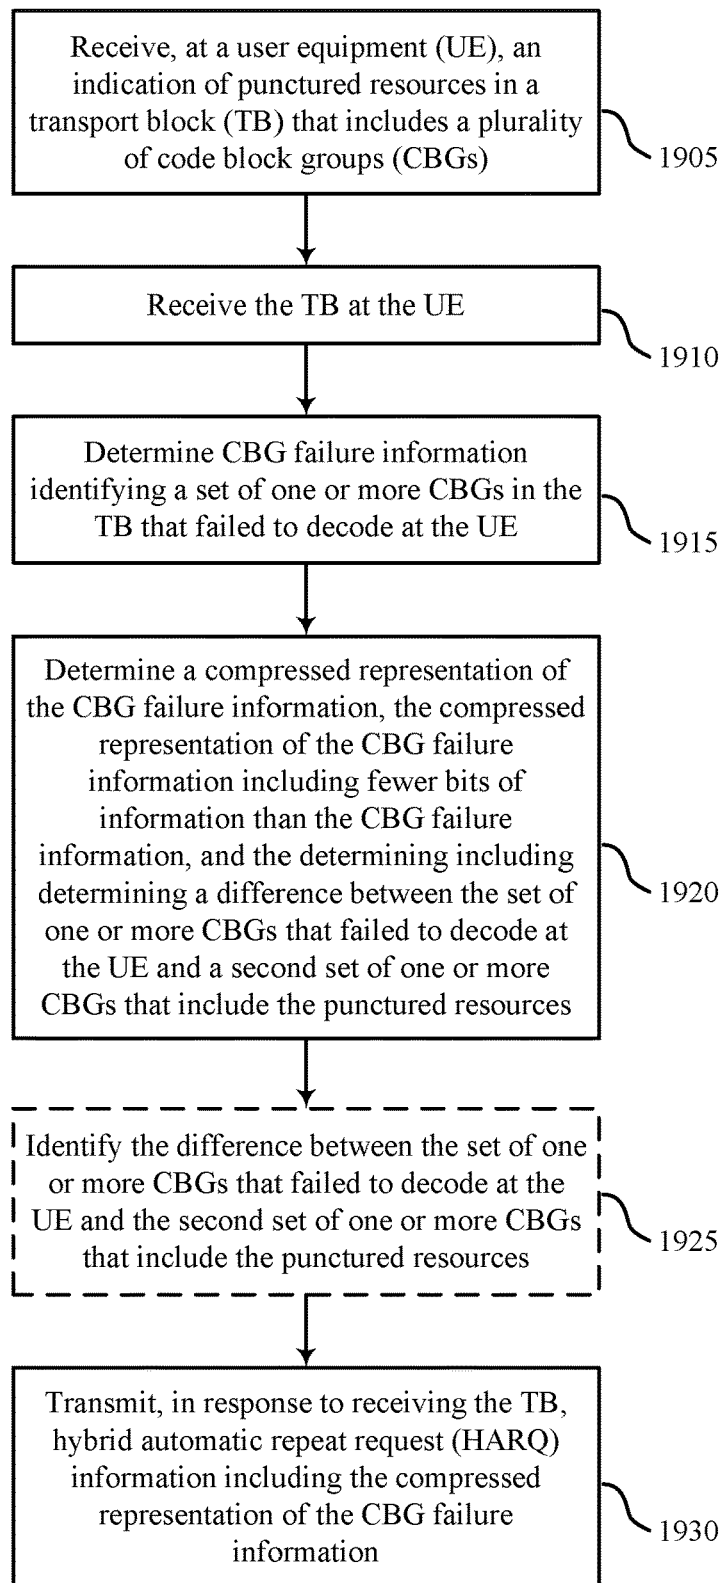 Receive, at a user equipment (UE), an
indication of punctured resources in a
transport block (TB) that includes a plurality
of code block groups (CBGs)
1905
Receive the TB at the UE
1910
Determine CBG failure information
identifying a set of one or more CBGs in the
TB that failed to decode at the UE
1915
Determine a compressed representation of
the CBG failure information, the compressed
representation of the CBG failure
information including fewer bits of
information than the CBG failure
information, and the determining including
determining a difference between the set of
one or more CBGs that failed to decode at
the UE and a second set of one or more
CBGs that include the punctured resources
1920
Identify the difference between the set of one
or more CBGs that failed to decode at the
UE and the second set of one or more CBGs
that include the punctured resources
1925
Transmit, in response to receiving the TB,
hybrid automatic repeat request (HARQ)
information including the compressed
representation of the CBG failure
information
1930